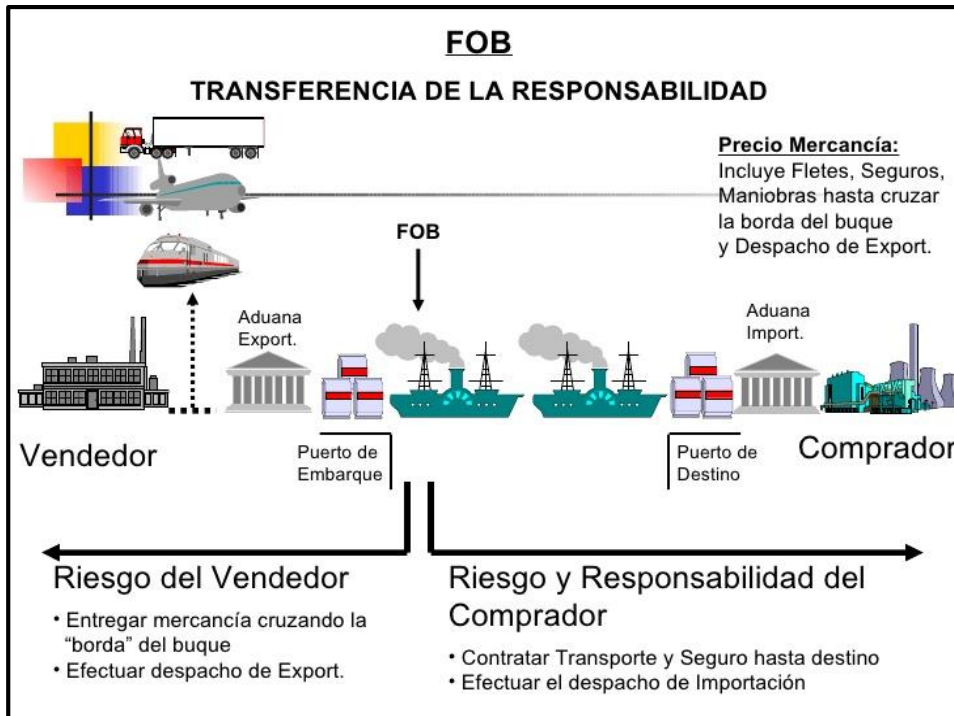 FOB
TRANSFERENCIA DE LA RESPONSABILIDAD
Precio Mercancía:
Incluye Fletes, Seguros,
Maniobras hasta cruzar
la borda del buque
y Despacho de Export.
FOB
Aduana
Export.
Aduana
Import.
Vendedor
Puerto de
Embarque
Puerto de
Destino
Comprador
Riesgo del Vendedor
• Entregar mercancía cruzando la
“borda” del buque
• Efectuar despacho de Export.
Riesgo y Responsabilidad del
Comprador
• Contratar Transporte y Seguro hasta destino
• Efectuar el despacho de Importación